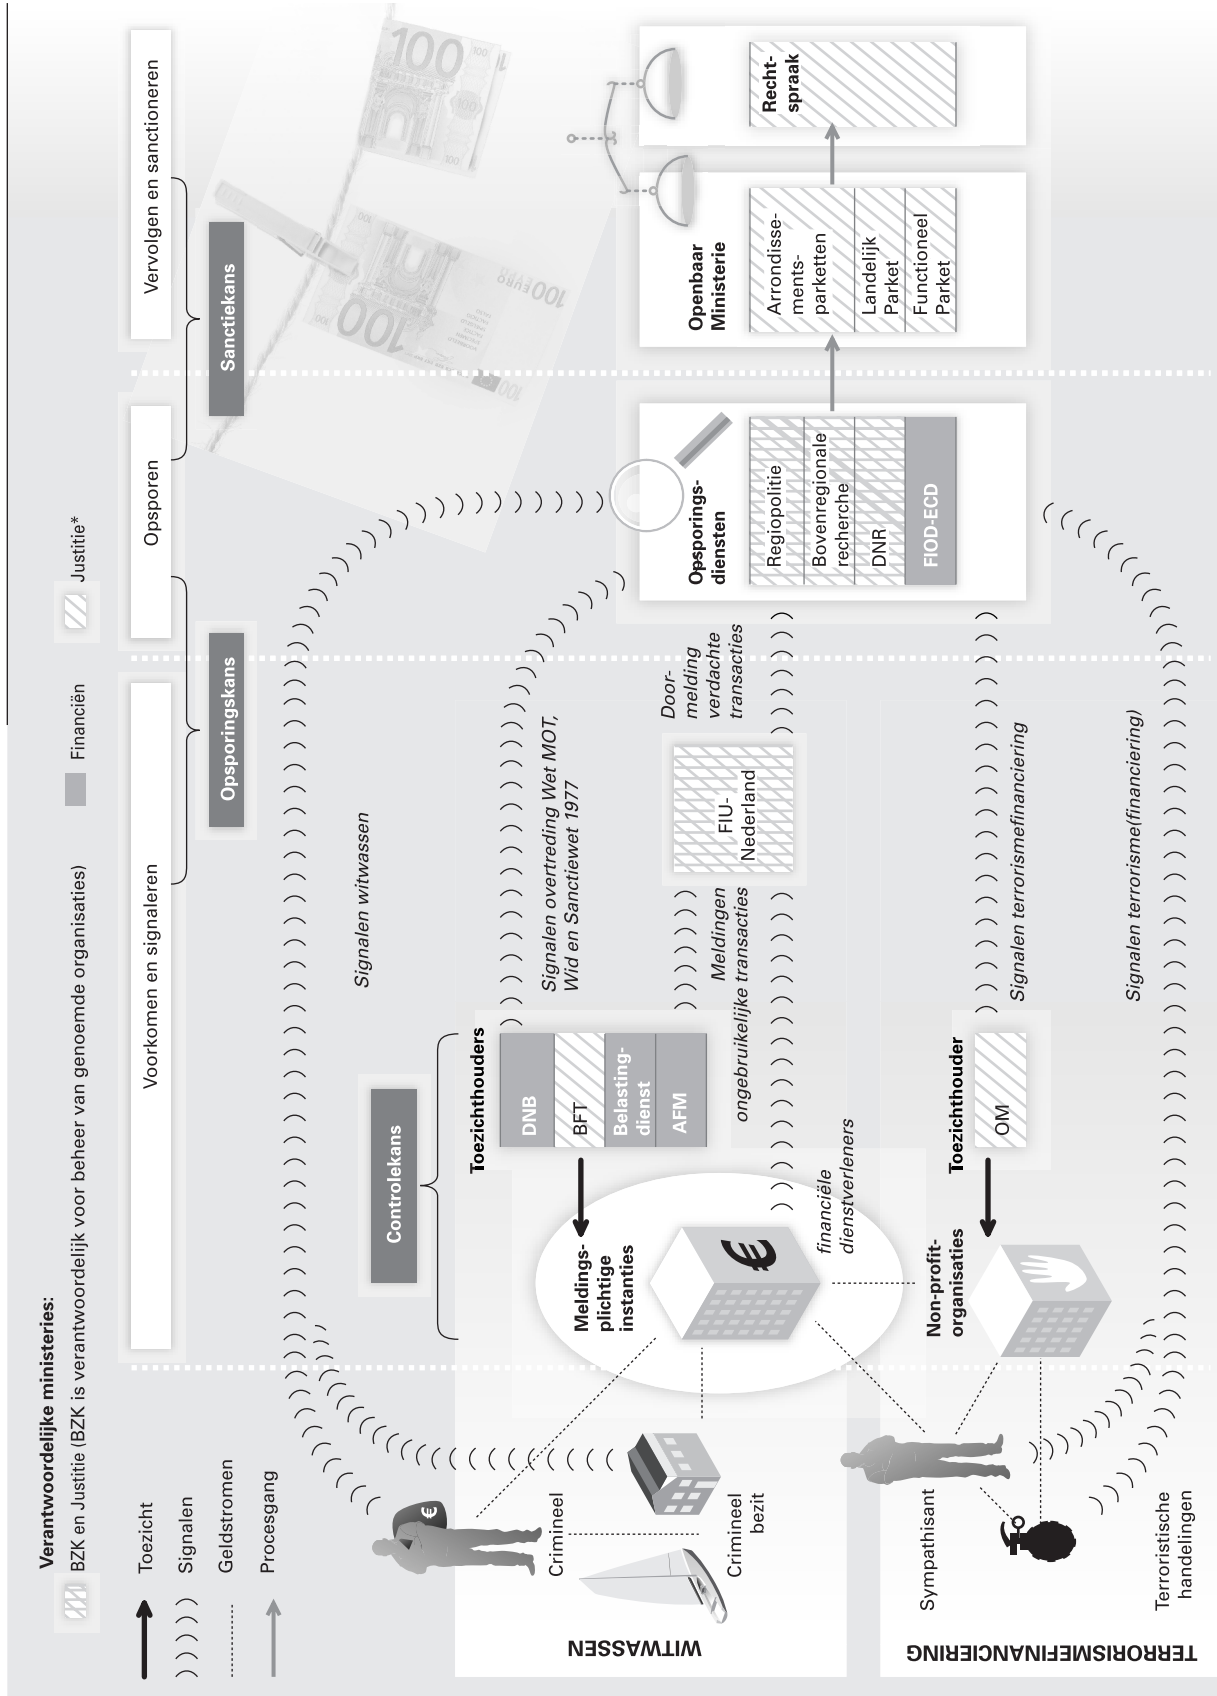 Verantwoordelijke ministeries:
BZK en Justitie (BZK is verantwoordelijk voor beheer van genoemde organisaties)
Financiën
Justitie*
Toezicht
Signalen
Geldstromen
Procesgang
Voorkomen en signaleren
Opsporen
Vervolgen en sanctioneren
Opsporingskans
Sanctiekans
Controlekans
Signalen witwassen
Toezichthouders
DNB
BFT
Belasting-
dienst
AFM
Signalen overtreding Wet MOT,
Wid en Sanctiewet 1977
Meldingen
ongebruikelijke transacties
FIU-
Nederland
Door-
melding
verdachte
transacties
Opsporings-
diensten
Regiopolitie
Bovenregionale
recherche
DNR
FIOD-ECD
Openbaar
Ministerie
Arrondisse-
ments-
parketten
Landelijk
Parket
Functioneel
Parket
Recht-
spraak
100
100
100
100 EURO
100
100
100
WITWASSEN
Crimineel
€
Crimineel
bezit
Meldings-
plichtige
instanties
€
financiële
dienstverleners
TERRORISMEFINANCIERING
Sympathisant
Terroristische
handelingen
Non-profit-
organisaties
Toezichthouder
OM
Signalen terrorismefinanciering
Signalen terrorisme(financiering)